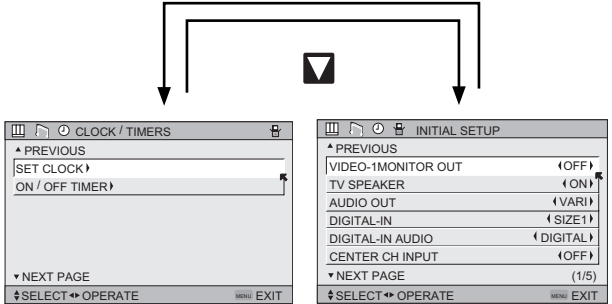 CLOCK / TIMERS
PREVIOUS
SET CLOCK
ON / OFF TIMER
NEXT PAGE
SELECT OPERATE MENU EXIT
INITIAL SETUP
PREVIOUS
VIDEO-1MONITOR OUT OFF
TV SPEAKER ON
AUDIO OUT VARI
DIGITAL-IN SIZE1
DIGITAL-IN AUDIO DIGITAL
CENTER CH INPUT OFF
NEXT PAGE (1/5)
SELECT OPERATE MENU EXIT